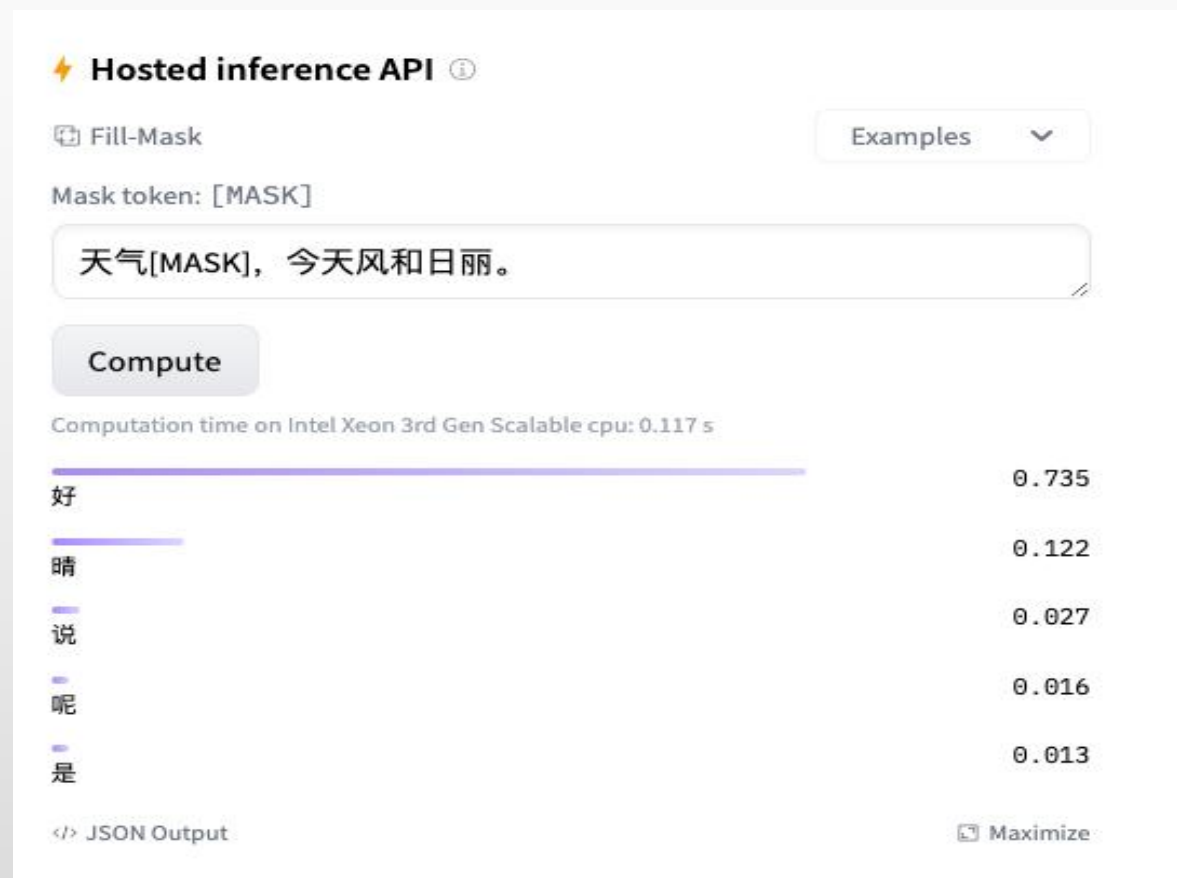 Hosted inference API
Fill-Mask
Examples
Mask token: [MASK]
天气[MASK]，今天风和日丽。
Compute
Computation time on Intel Xeon 3rd Gen Scalable cpu: 0.117 s
好 0.735
晴 0.122
说 0.027
呢 0.016
是 0.013
</> JSON Output
Maximize